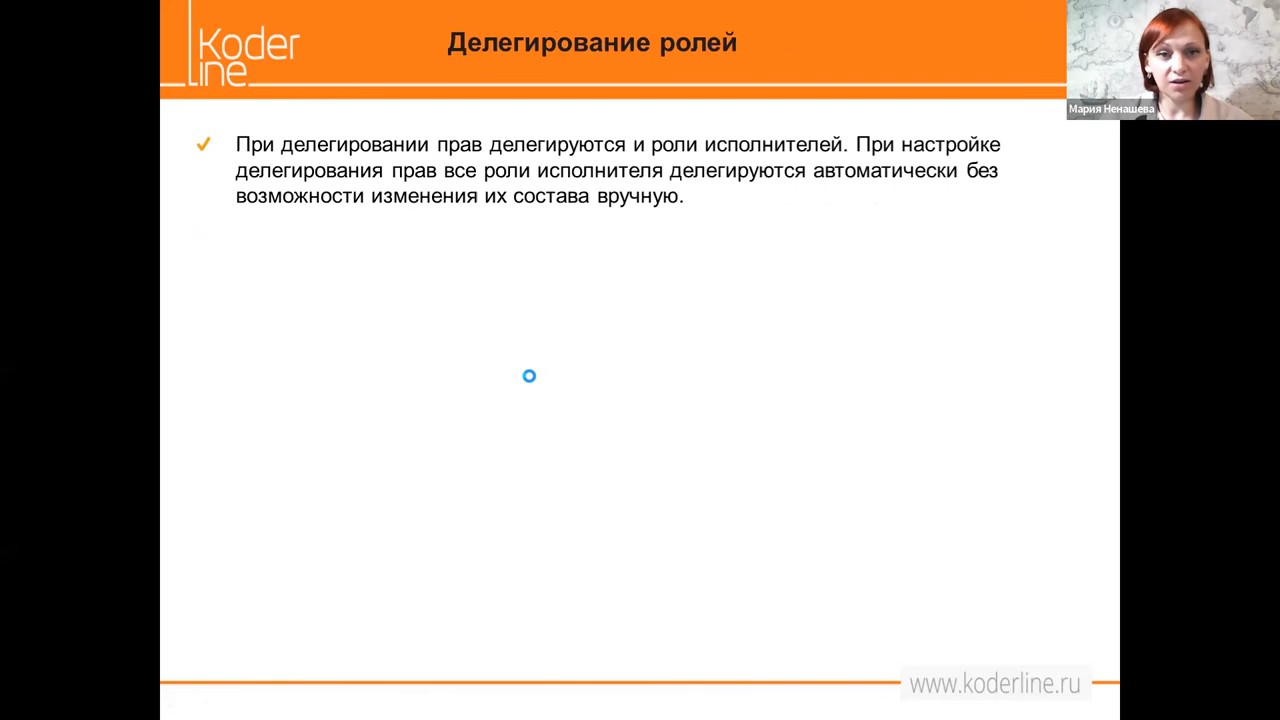 Koder
line
Делегирование ролей
Мария Ненашева
При делегировании прав делегируются и роли исполнителей. При настройке
делегирования прав все роли исполнителя делегируются автоматически без
возможности изменения их состава вручную.
www.koderline.ru